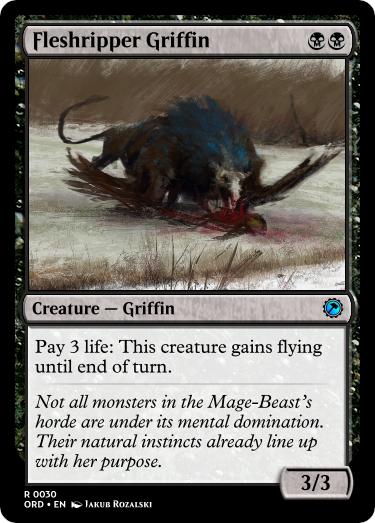 Fleshripper Griffin
Creature — Griffin
Pay 3 life: This creature gains flying
until end of turn.
Not all monsters in the Mage-Beast's
horde are under its mental domination.
Their natural instincts already line up
with her purpose.
3/3
R 0030
ORD • EN Jakub Rozalski